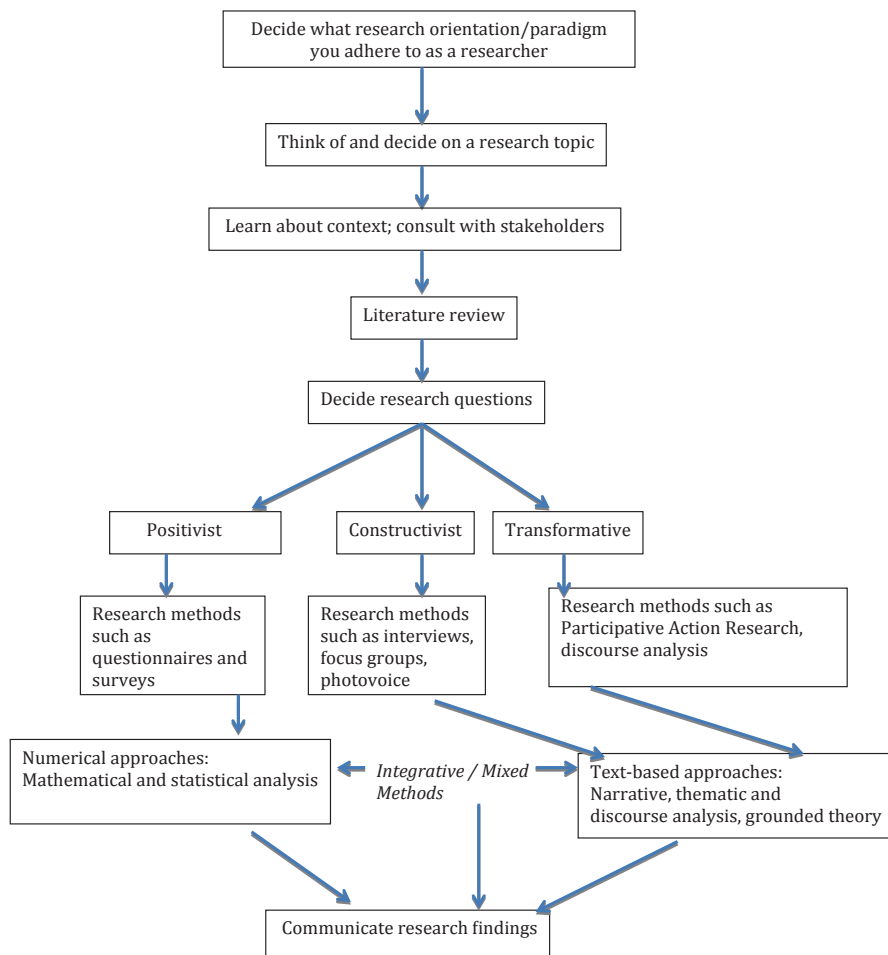 Decide what research orientation/paradigm
you adhere to as a researcher
Think of and decide on a research topic
Learn about context; consult with stakeholders
Literature review
Decide research questions
Positivist
Constructivist
Transformative
Research methods
such as
questionnaires and
surveys
Research methods
such as interviews,
focus groups,
photovoice
Research methods such as
Participative Action Research,
discourse analysis
Numerical approaches:
Mathematical and statistical analysis
Integrative / Mixed
Methods
Text-based approaches:
Narrative, thematic and
discourse analysis, grounded theory
Communicate research findings